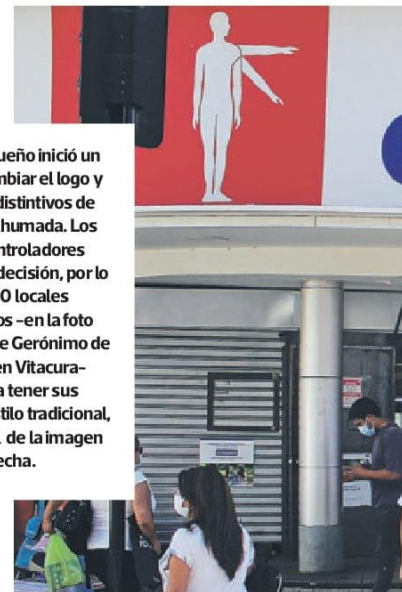 ueño inició un
nbiar el logo y
distintivos de
humada. Los
ntroladores
decisión, por lo
0 locales
os –en la foto
e Gerónimo de
en Vitacura–
a tener sus
tilo tradicional,
de la imagen
echa.